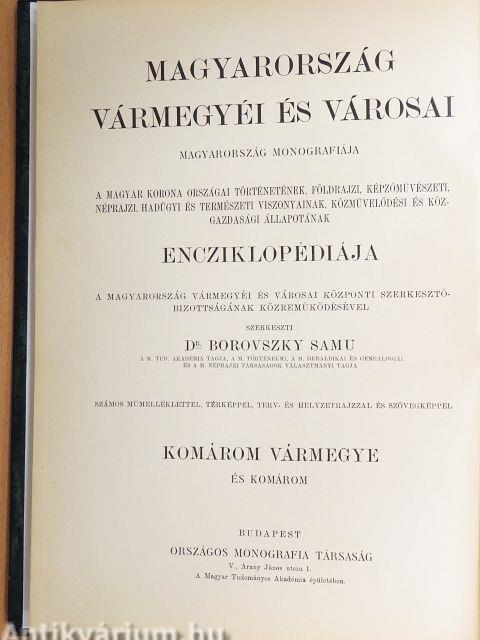 MAGYARORSZÁG
VÁRMEGYÉI ÉS VÁROSAI
MAGYARORSZÁG MONOGRAFIÁJA
A MAGYAR KORONA ORSZÁGAI TÖRTÉNETÉNEK, FÖLDRAJZI, KÉPZŐMŰVÉSZETI,
NÉPRAJZI, HADÜGYI ÉS TERMÉSZETI VISZONYAINAK, KÖZMŰVELŐDÉSI ÉS KÖZ-
GAZDASÁGI ÁLLAPOTÁNAK
ENCZIKLOPÉDIÁJA
A MAGYARORSZÁG VÁRMEGYÉI ÉS VÁROSAI KÖZPONTI SZERKESZTŐ-
BIZOTTSÁGÁNAK KÖZREMŰKÖDÉSÉVEL
SZERKESZTI
DR. BOROVSZKY SAMU
A M. TUD. AKADÉMIA TAGJA, A M. TÖRTÉNELMI, A M. HERALDIKAI ÉS GENEALOGIAI
ÉS A M. NÉPRAJZI TÁRSASÁGOK VÁLASZTMÁNYI TAGJA
SZÁMOS MŰMELLÉKLETTEL, TÉRKÉPPEL, TERV- ÉS HELYZETRAJZZAL ÉS SZÖVEGKÉPPEL
KOMÁROM VÁRMEGYE
ÉS KOMÁROM
BUDAPEST
ORSZÁGOS MONOGRAFIA TÁRSASÁG
V., Arany János utcza 1.
A Magyar Tudományos Akadémia épületében.
Antikvárium.hu